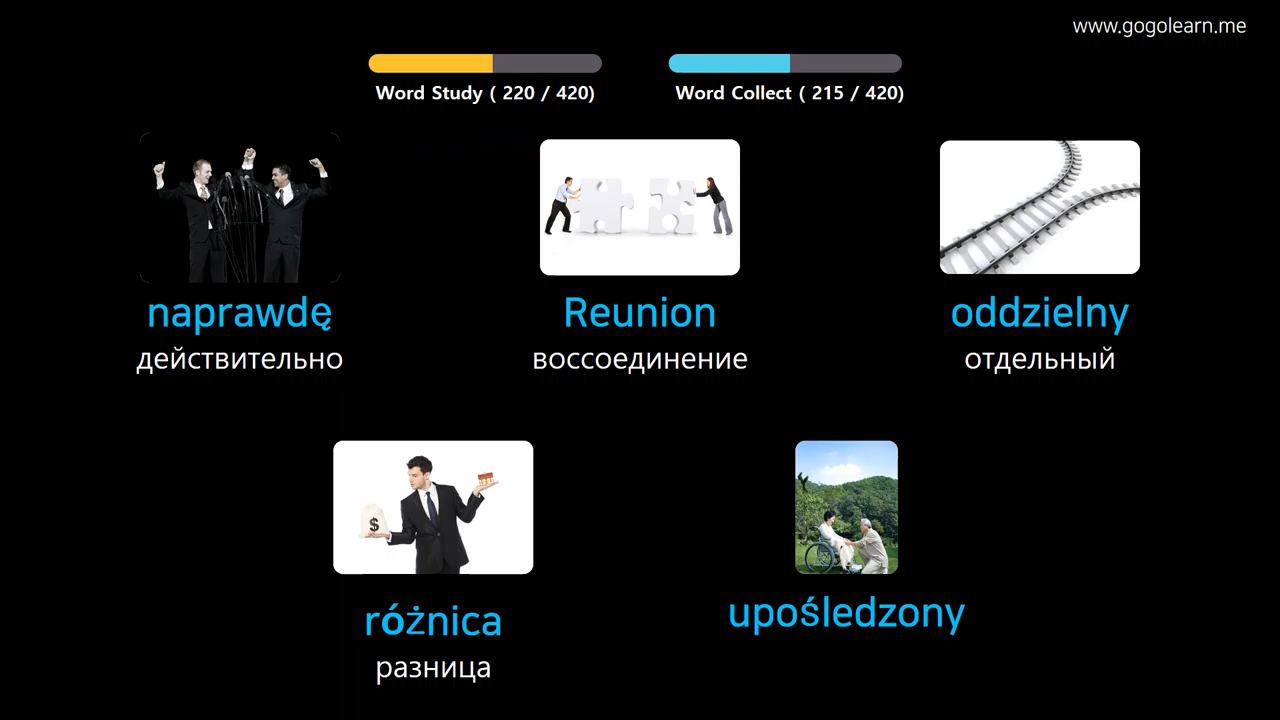 www.gogolearn.me
Word Study ( 220 / 420)
Word Collect ( 215 / 420)
naprawdę
действительно
Reunion
воссоединение
oddzielny
отдельный
różnica
разница
upośledzony